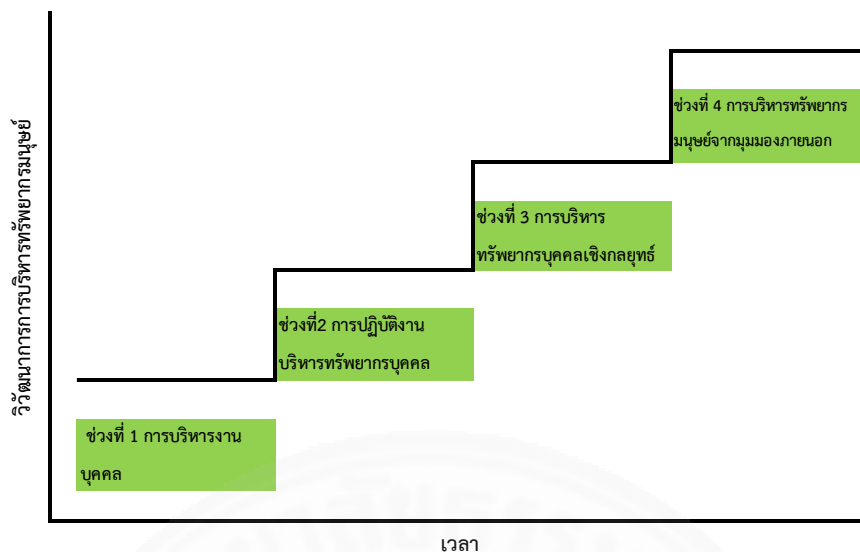 วิวัฒนาการการบริหารทรัพยากรมนุษย์
ช่วงที่ 4 การบริหารทรัพยากร
มนุษย์จากมุมมองภายนอก
ช่วงที่ 3 การบริหาร
ทรัพยากรบุคคลเชิงกลยุทธ์
ช่วงที่2 การปฏิบัติงาน
บริหารทรัพยากรบุคคล
ช่วงที่ 1 การบริหารงาน
บุคคล
เวลา